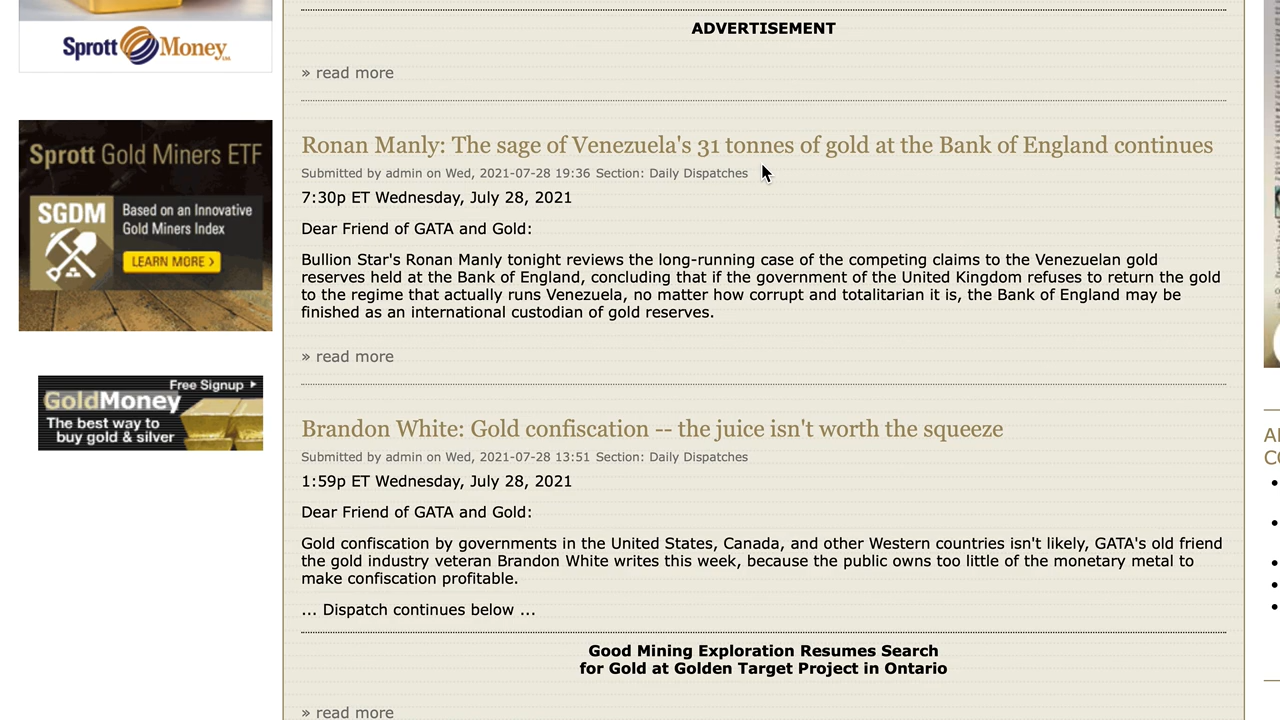 Sprott Money
ADVERTISEMENT
» read more
Sprott Gold Miners ETF
SGDM
Based on an Innovative
Gold Miners Index
LEARN MORE >
Ronan Manly: The sage of Venezuela's 31 tonnes of gold at the Bank of England continues
Submitted by admin on Wed, 2021-07-28 19:36 Section: Daily Dispatches
7:30p ET Wednesday, July 28, 2021
Dear Friend of GATA and Gold:
Bullion Star's Ronan Manly tonight reviews the long-running case of the competing claims to the Venezuelan gold
reserves held at the Bank of England, concluding that if the government of the United Kingdom refuses to return the gold
to the regime that actually runs Venezuela, no matter how corrupt and totalitarian it is, the Bank of England may be
finished as an international custodian of gold reserves.
» read more
Free Signup
GoldMoney
The best way to
buy gold & silver
Brandon White: Gold confiscation -- the juice isn't worth the squeeze
Submitted by admin on Wed, 2021-07-28 13:51 Section: Daily Dispatches
1:59p ET Wednesday, July 28, 2021
Dear Friend of GATA and Gold:
Gold confiscation by governments in the United States, Canada, and other Western countries isn't likely, GATA's old friend
the gold industry veteran Brandon White writes this week, because the public owns too little of the monetary metal to
make confiscation profitable.
... Dispatch continues below ...
Good Mining Exploration Resumes Search
for Gold at Golden Target Project in Ontario
» read more